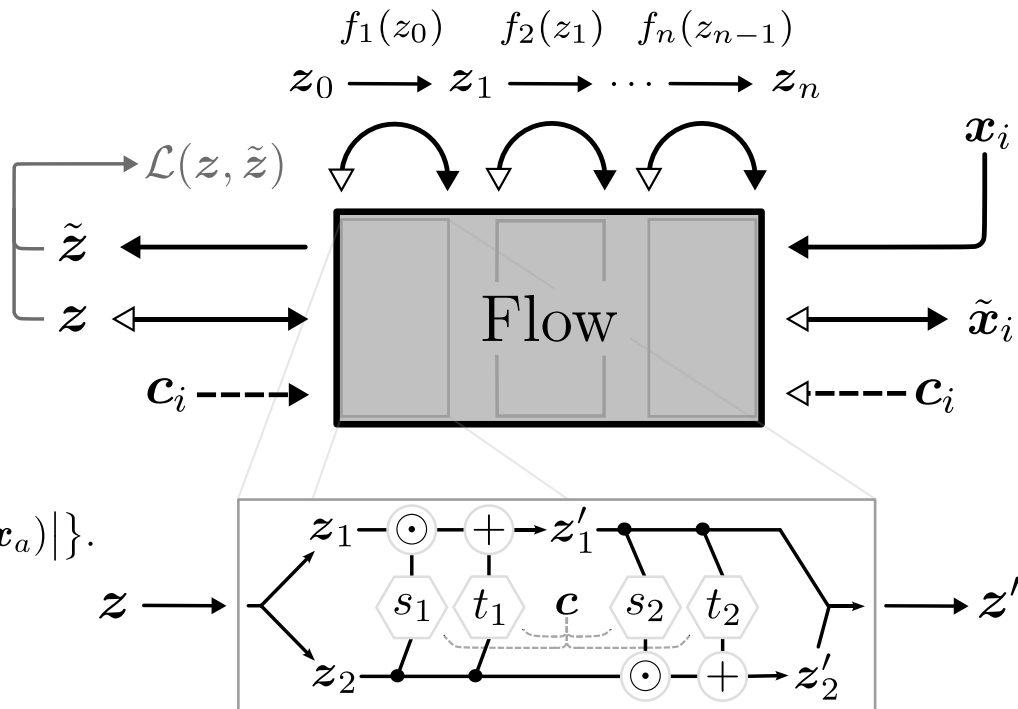 f₁(z₀) f₂(z₁) fₙ(zₙ₋₁)
z₀ z₁ ··· zₙ
xᵢ
ℒ(z, z̃)
z̃
z Flow x̃ᵢ
cᵢ cᵢ
xₐ)|}.
z₁ ⊙ + z′₁
z s₁ t₁ c s₂ t₂ z′
z₂ ⊙ + z′₂